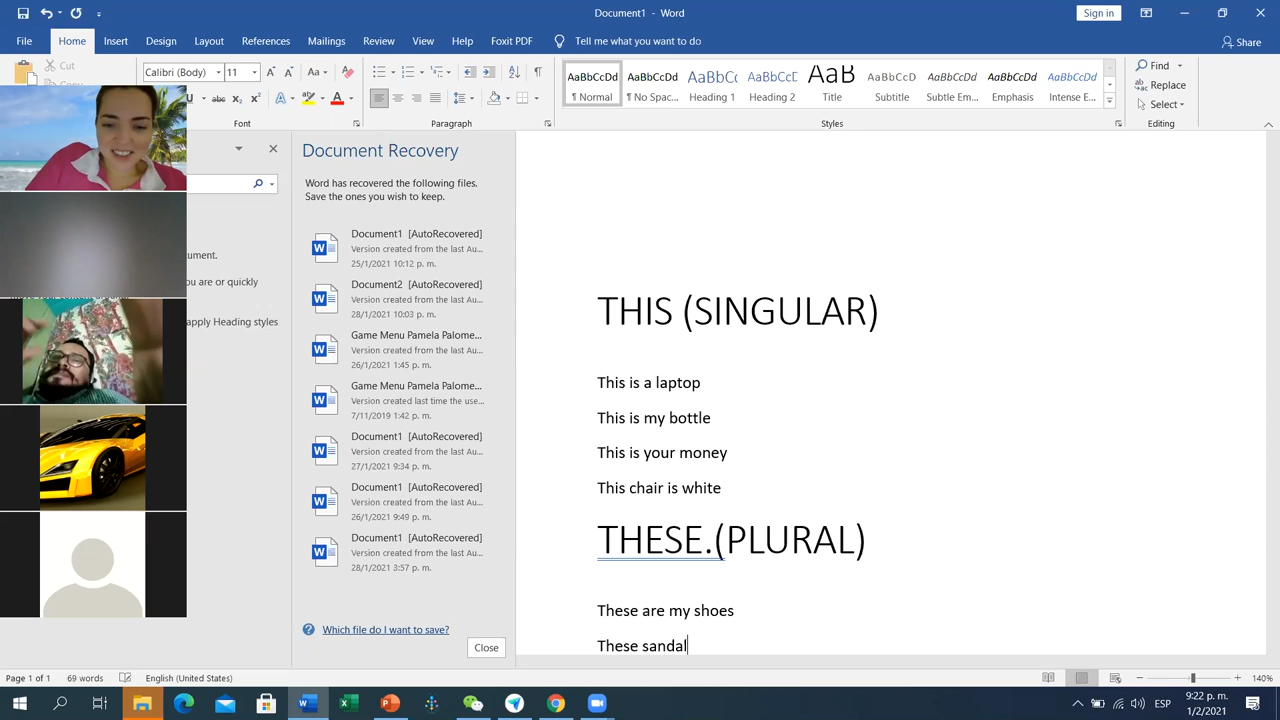 Document1 - Word
Sign in
File Home Insert Design Layout References Mailings Review View Help Foxit PDF Tell me what you want to do Share
Cut Calibri (Body) 11 Aa AaBbCcDd AaBbCcDd AaBbCc AaBbCcD AaB AaBbCcDd AaBbCcDd AaBbCcDd AaBbCcDd Find
¶ Normal ¶ No Spac... Heading 1 Heading 2 Title Subtitle Subtle Em... Emphasis Intense E... Replace
Select
Font Paragraph Styles Editing
Document Recovery
Word has recovered the following files.
Save the ones you wish to keep.
Document1 [AutoRecovered]
Version created from the last Au...
25/1/2021 10:12 p. m.
Document2 [AutoRecovered]
Version created from the last Au...
28/1/2021 10:03 p. m.
Game Menu Pamela Palome...
Version created from the last Au...
26/1/2021 1:45 p. m.
Game Menu Pamela Palome...
Version created last time the use...
7/11/2019 1:42 p. m.
Document1 [AutoRecovered]
Version created from the last Au...
27/1/2021 9:34 p. m.
Document1 [AutoRecovered]
Version created from the last Au...
26/1/2021 9:49 p. m.
Document1 [AutoRecovered]
Version created from the last Au...
28/1/2021 3:57 p. m.
Which file do I want to save?
Close
ou are or quickly
apply Heading styles
THIS (SINGULAR)
This is a laptop
This is my bottle
This is your money
This chair is white
THESE.(PLURAL)
These are my shoes
These sandal
Page 1 of 1 69 words English (United States) 140%
ESP 9:22 p. m.
1/2/2021